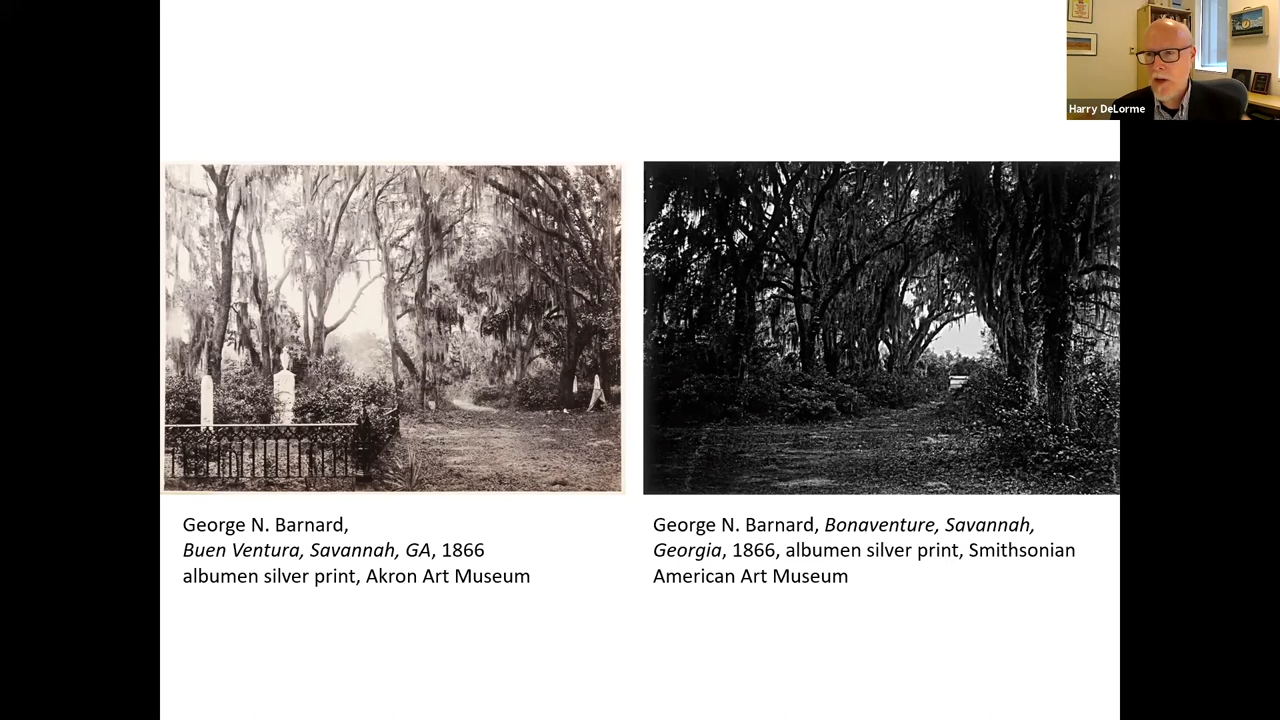 Harry DeLorme
George N. Barnard,
Buen Ventura, Savannah, GA, 1866
albumen silver print, Akron Art Museum
George N. Barnard, Bonaventure, Savannah,
Georgia, 1866, albumen silver print, Smithsonian
American Art Museum